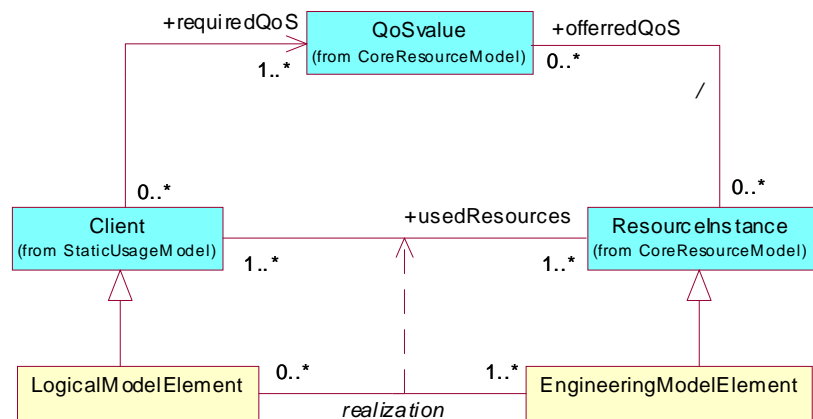 +requiredQoS
QoSvalue
+offerredQoS
(from CoreResourceModel)
1..*
0..*
/
0..*
0..*
Client
+usedResources
ResourceInstance
(from StaticUsageModel)
(from CoreResourceModel)
1..*
1..*
0..*
1..*
LogicalModelElement
EngineeringModelElement
realization